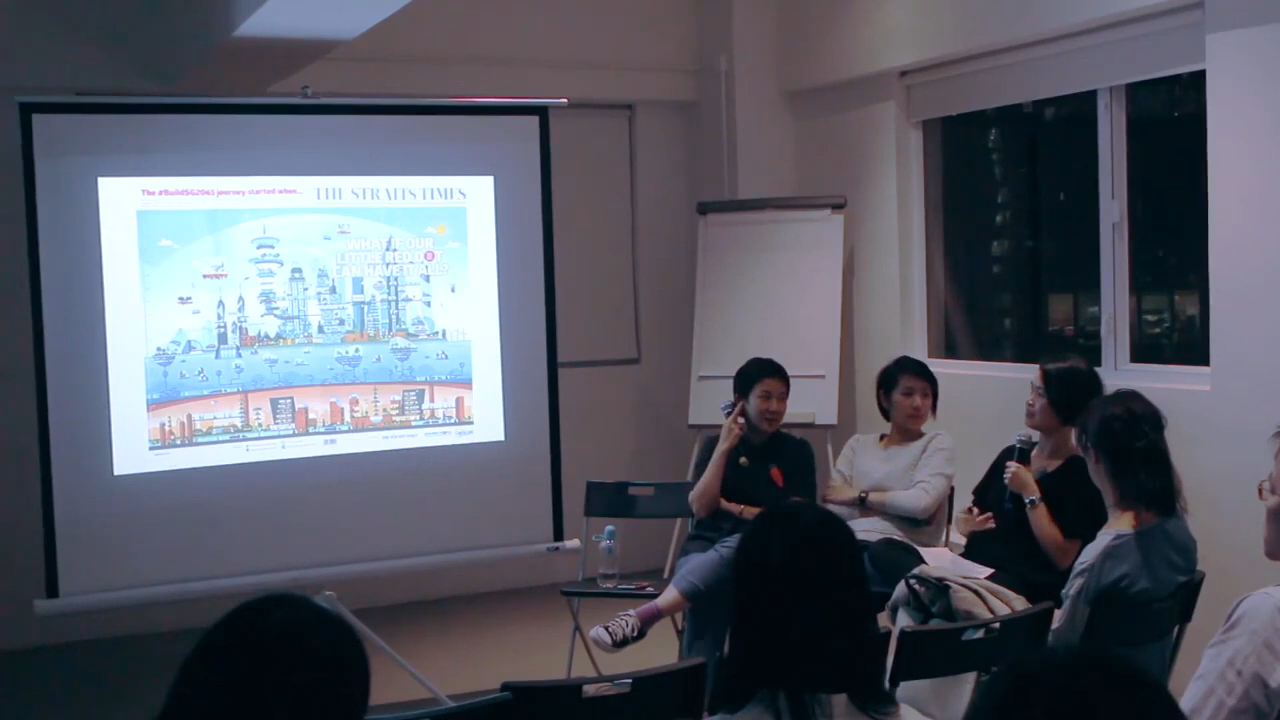 The #BuildSG2065 journey started when...
THE STRAITS TIMES
WHAT IF OUR
LITTLE RED DOT
CAN HAVE IT ALL?